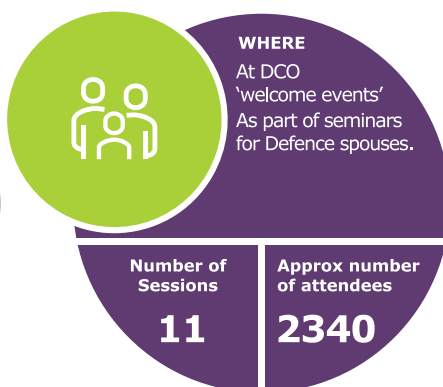 WHERE
At DCO
‘welcome events’
As part of seminars
for Defence spouses.
Number of
Sessions
11
Approx number
of attendees
2340